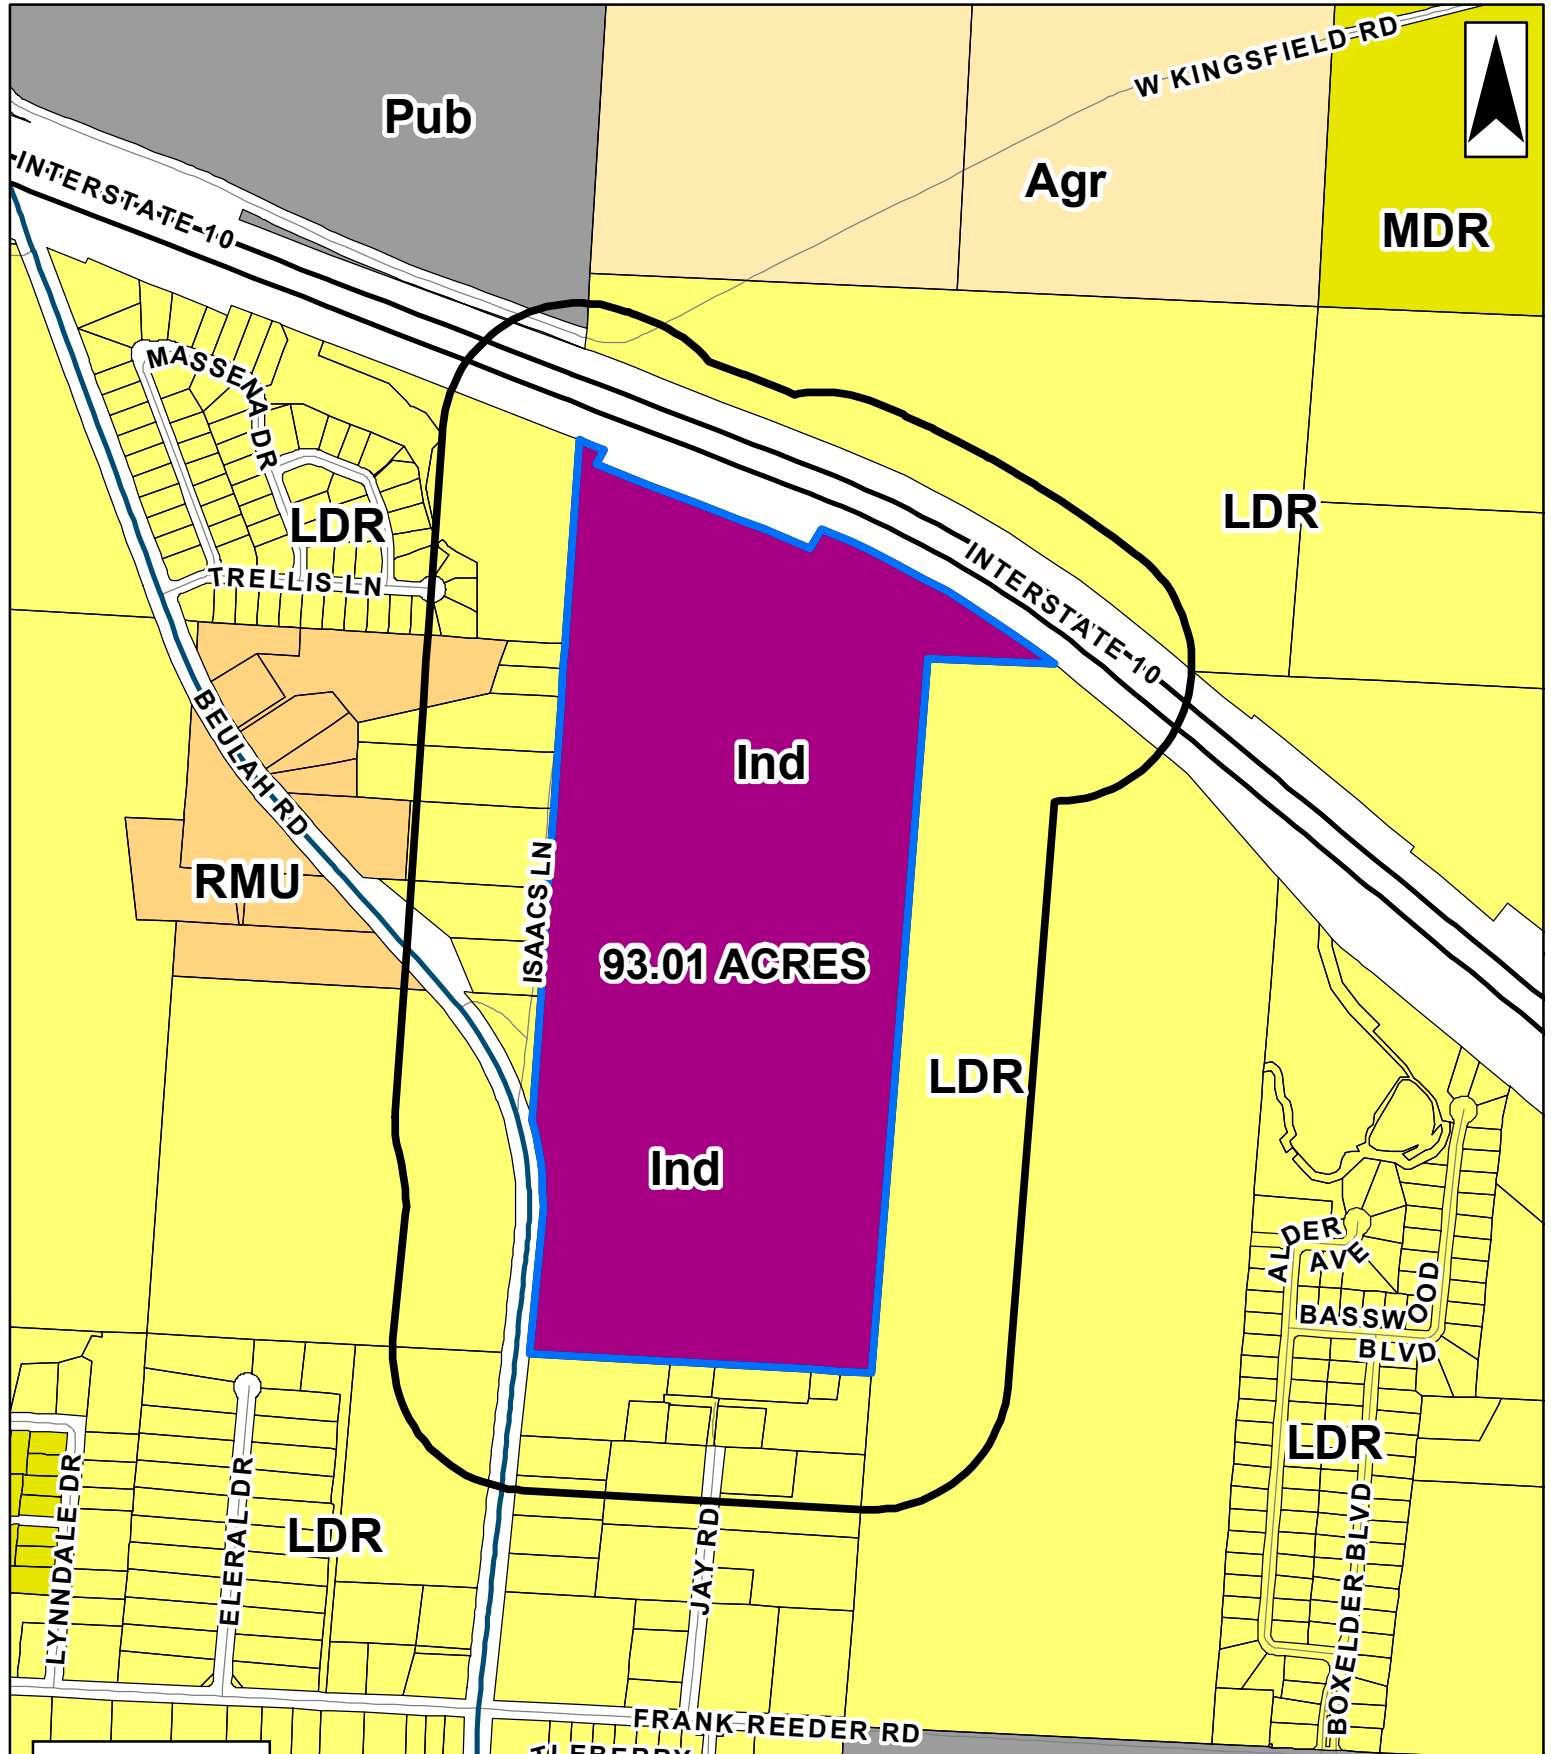 W KINGSFIELD RD
Pub
Agr
MDR
INTERSTATE 10
MASSENA DR
LDR
LDR
TRELLIS LN
INTERSTATE 10
BEULAH RD
Ind
RMU
ISAACS LN
93.01 ACRES
LDR
Ind
ALDER AVE
BASSWOOD BLVD
LDR
LYNNDALE DR
ELERAL DR
LDR
JAY RD
BOXELDER BLVD
FRANK REEDER RD